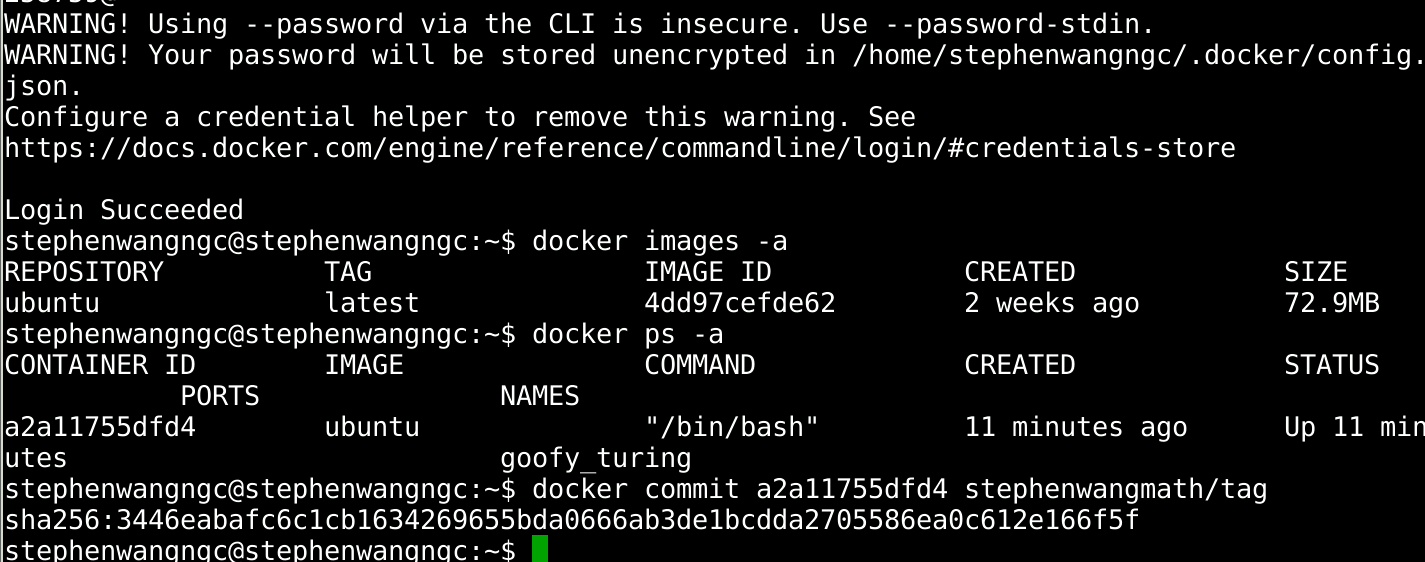 WARNING! Using --password via the CLI is insecure. Use --password-stdin.
WARNING! Your password will be stored unencrypted in /home/stephenwangngc/.docker/config.
json.
Configure a credential helper to remove this warning. See
https://docs.docker.com/engine/reference/commandline/login/#credentials-store
Login Succeeded
stephenwangngc@stephenwangngc:~$ docker images -a
REPOSITORY TAG IMAGE ID CREATED SIZE
ubuntu latest 4dd97cefde62 2 weeks ago 72.9MB
stephenwangngc@stephenwangngc:~$ docker ps -a
CONTAINER ID IMAGE COMMAND CREATED STATUS
PORTS NAMES
a2a11755dfd4 ubuntu "/bin/bash" 11 minutes ago Up 11 min
utes goofy_turing
stephenwangngc@stephenwangngc:~$ docker commit a2a11755dfd4 stephenwangmath/tag
sha256:3446eabafc6c1cb1634269655bda0666ab3de1bcdda2705586ea0c612e166f5f
stephenwangngc@stephenwangngc:~$